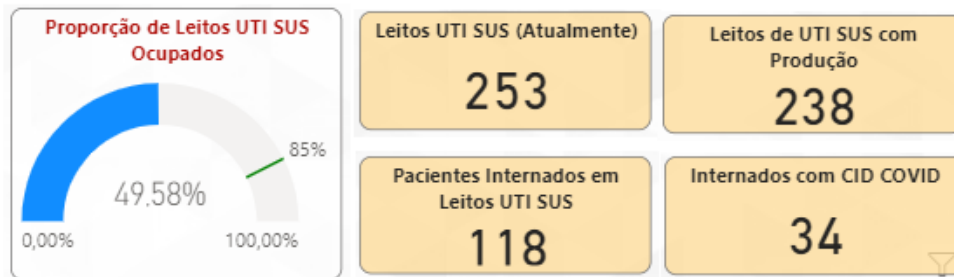 Proporção de Leitos UTI SUS
Ocupados
85%
49,58%
0,00%
100,00%
Leitos UTI SUS (Atualmente)
253
Leitos de UTI SUS com
Produção
238
Pacientes Internados em
Leitos UTI SUS
118
Internados com CID COVID
34